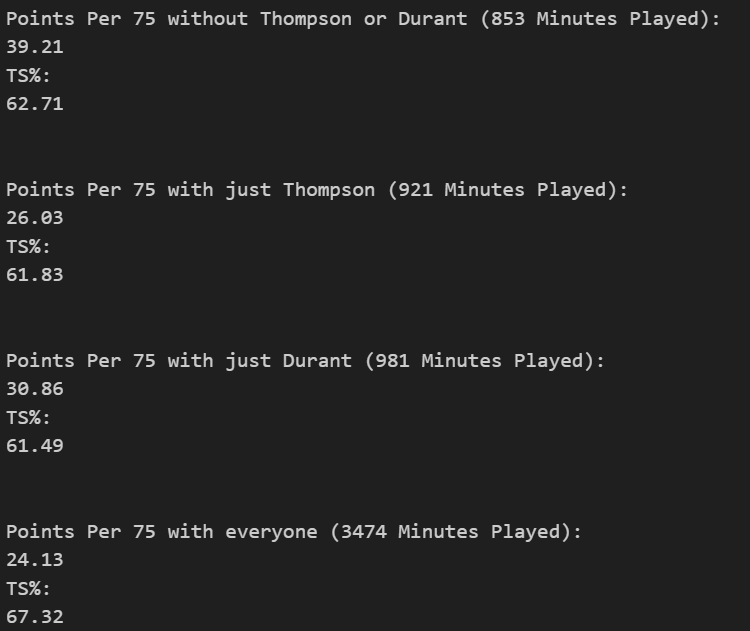 Points Per 75 without Thompson or Durant (853 Minutes Played):
39.21
TS%:
62.71
Points Per 75 with just Thompson (921 Minutes Played):
26.03
TS%:
61.83
Points Per 75 with just Durant (981 Minutes Played):
30.86
TS%:
61.49
Points Per 75 with everyone (3474 Minutes Played):
24.13
TS%:
67.32